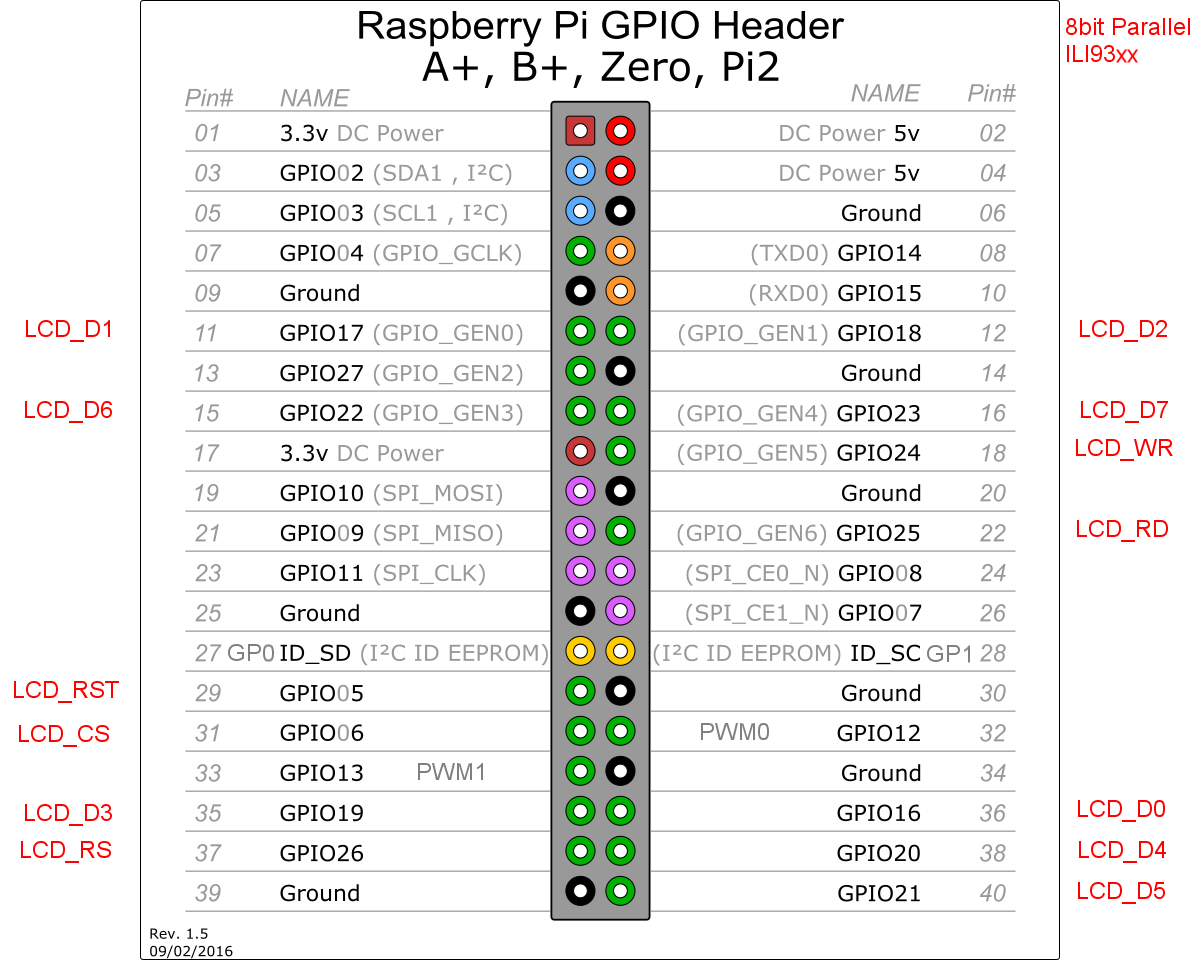 Raspberry Pi GPIO Header
A+, B+, Zero, Pi2
8bit Parallel
ILI93xx
Pin# NAME NAME Pin#
01 3.3v DC Power DC Power 5v 02
03 GPIO02 (SDA1 , I²C) DC Power 5v 04
05 GPIO03 (SCL1 , I²C) Ground 06
07 GPIO04 (GPIO_GCLK) (TXD0) GPIO14 08
09 Ground (RXD0) GPIO15 10
LCD_D1 11 GPIO17 (GPIO_GEN0) (GPIO_GEN1) GPIO18 12 LCD_D2
13 GPIO27 (GPIO_GEN2) Ground 14
LCD_D6 15 GPIO22 (GPIO_GEN3) (GPIO_GEN4) GPIO23 16 LCD_D7
17 3.3v DC Power (GPIO_GEN5) GPIO24 18 LCD_WR
19 GPIO10 (SPI_MOSI) Ground 20
21 GPIO09 (SPI_MISO) (GPIO_GEN6) GPIO25 22 LCD_RD
23 GPIO11 (SPI_CLK) (SPI_CE0_N) GPIO08 24
25 Ground (SPI_CE1_N) GPIO07 26
27 GP0 ID_SD (I²C ID EEPROM) (I²C ID EEPROM) ID_SC GP1 28
LCD_RST 29 GPIO05 Ground 30
LCD_CS 31 GPIO06 PWM0 GPIO12 32
33 GPIO13 PWM1 Ground 34
LCD_D3 35 GPIO19 GPIO16 36 LCD_D0
LCD_RS 37 GPIO26 GPIO20 38 LCD_D4
39 Ground GPIO21 40 LCD_D5
Rev. 1.5
09/02/2016